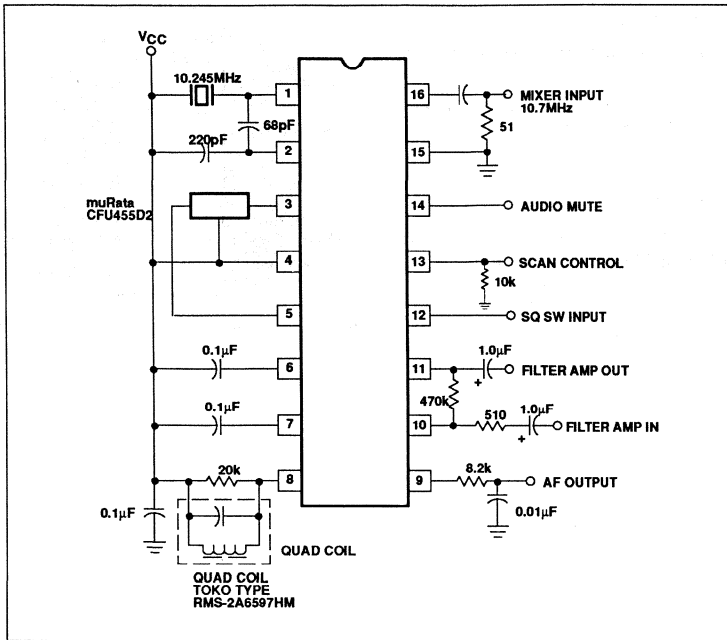 VCC
10.245MHz
1
16
MIXER INPUT
10.7MHz
68pF
51
220pF
2
15
muRata
CFU455D2
3
14
AUDIO MUTE
4
13
SCAN CONTROL
10k
5
12
SQ SW INPUT
0.1μF
6
11
1.0μF
+
FILTER AMP OUT
470k
0.1μF
7
10
510
1.0μF
+
FILTER AMP IN
20k
8
9
8.2k
AF OUTPUT
0.1μF
0.01μF
QUAD COIL
QUAD COIL
TOKO TYPE
RMS-2A6597HM